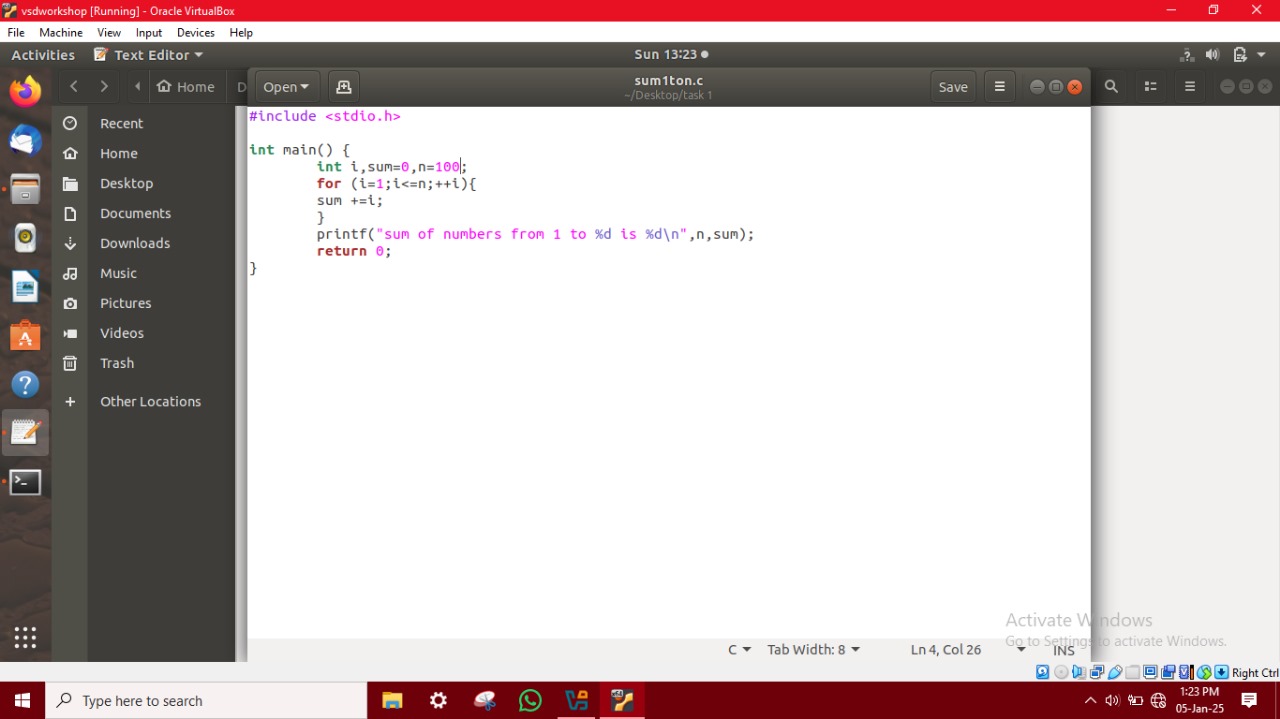 vsdworkshop [Running] - Oracle VirtualBox
File Machine View Input Devices Help
Activities Text Editor Sun 13:23
Home D Open sum1ton.c Save
~/Desktop/task 1
Recent
Home
Desktop
Documents
Downloads
Music
Pictures
Videos
Trash
+ Other Locations
#include <stdio.h>
int main() {
int i,sum=0,n=100;
for (i=1;i<=n;++i){
sum +=i;
}
printf("sum of numbers from 1 to %d is %d\n",n,sum);
return 0;
}
Activate Windows
Go to Settings to activate Windows.
C Tab Width: 8 Ln 4, Col 26 INS
Right Ctrl
Type here to search
1:23 PM
05-Jan-25